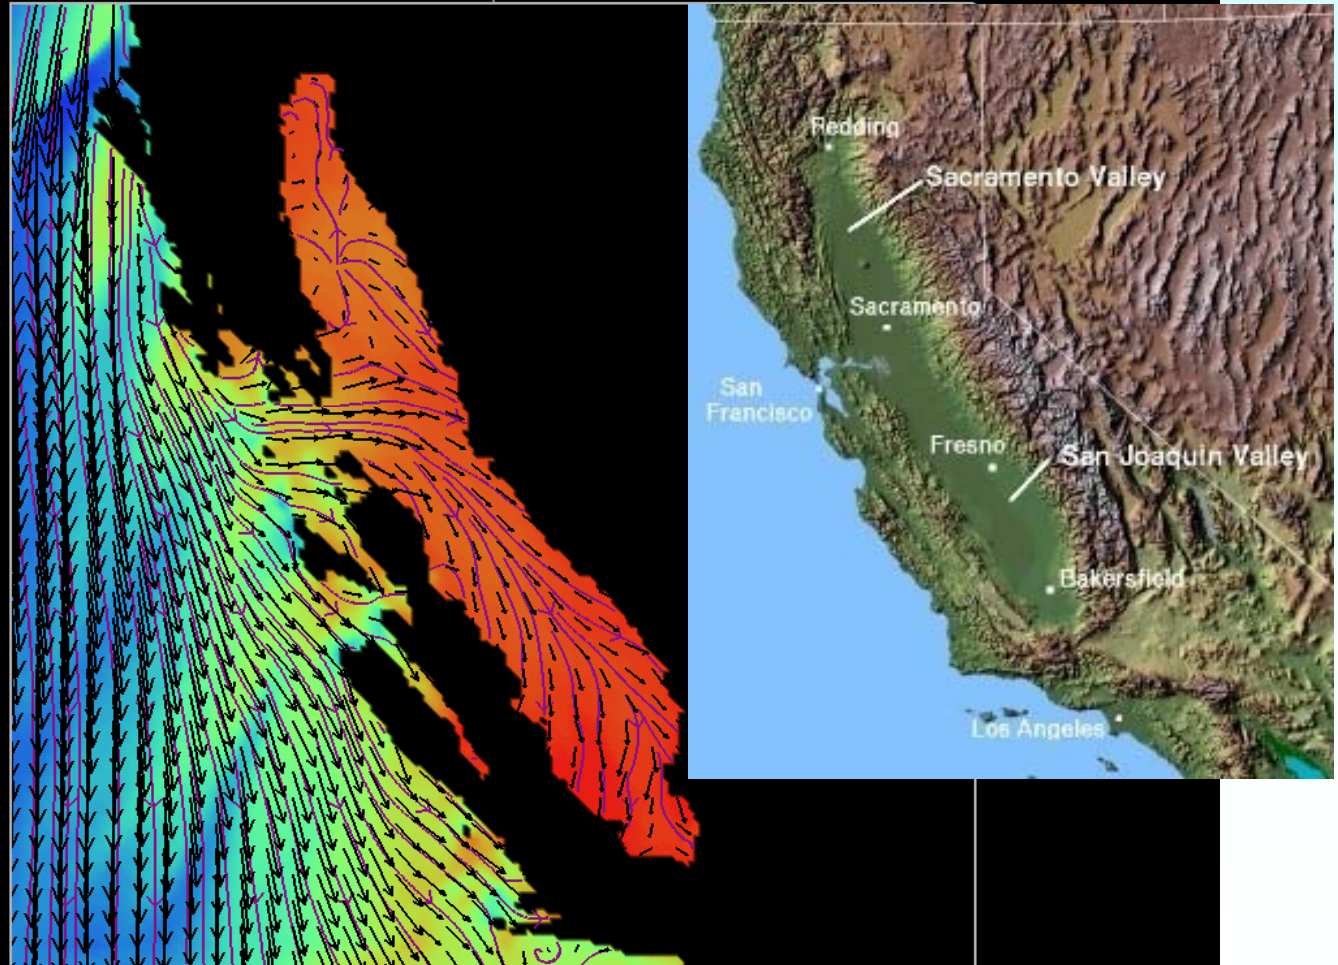 Redding
Sacramento Valley
Sacramento
San
Francisco
Fresno
San Joaquin Valley
Bakersfield
Los Angeles